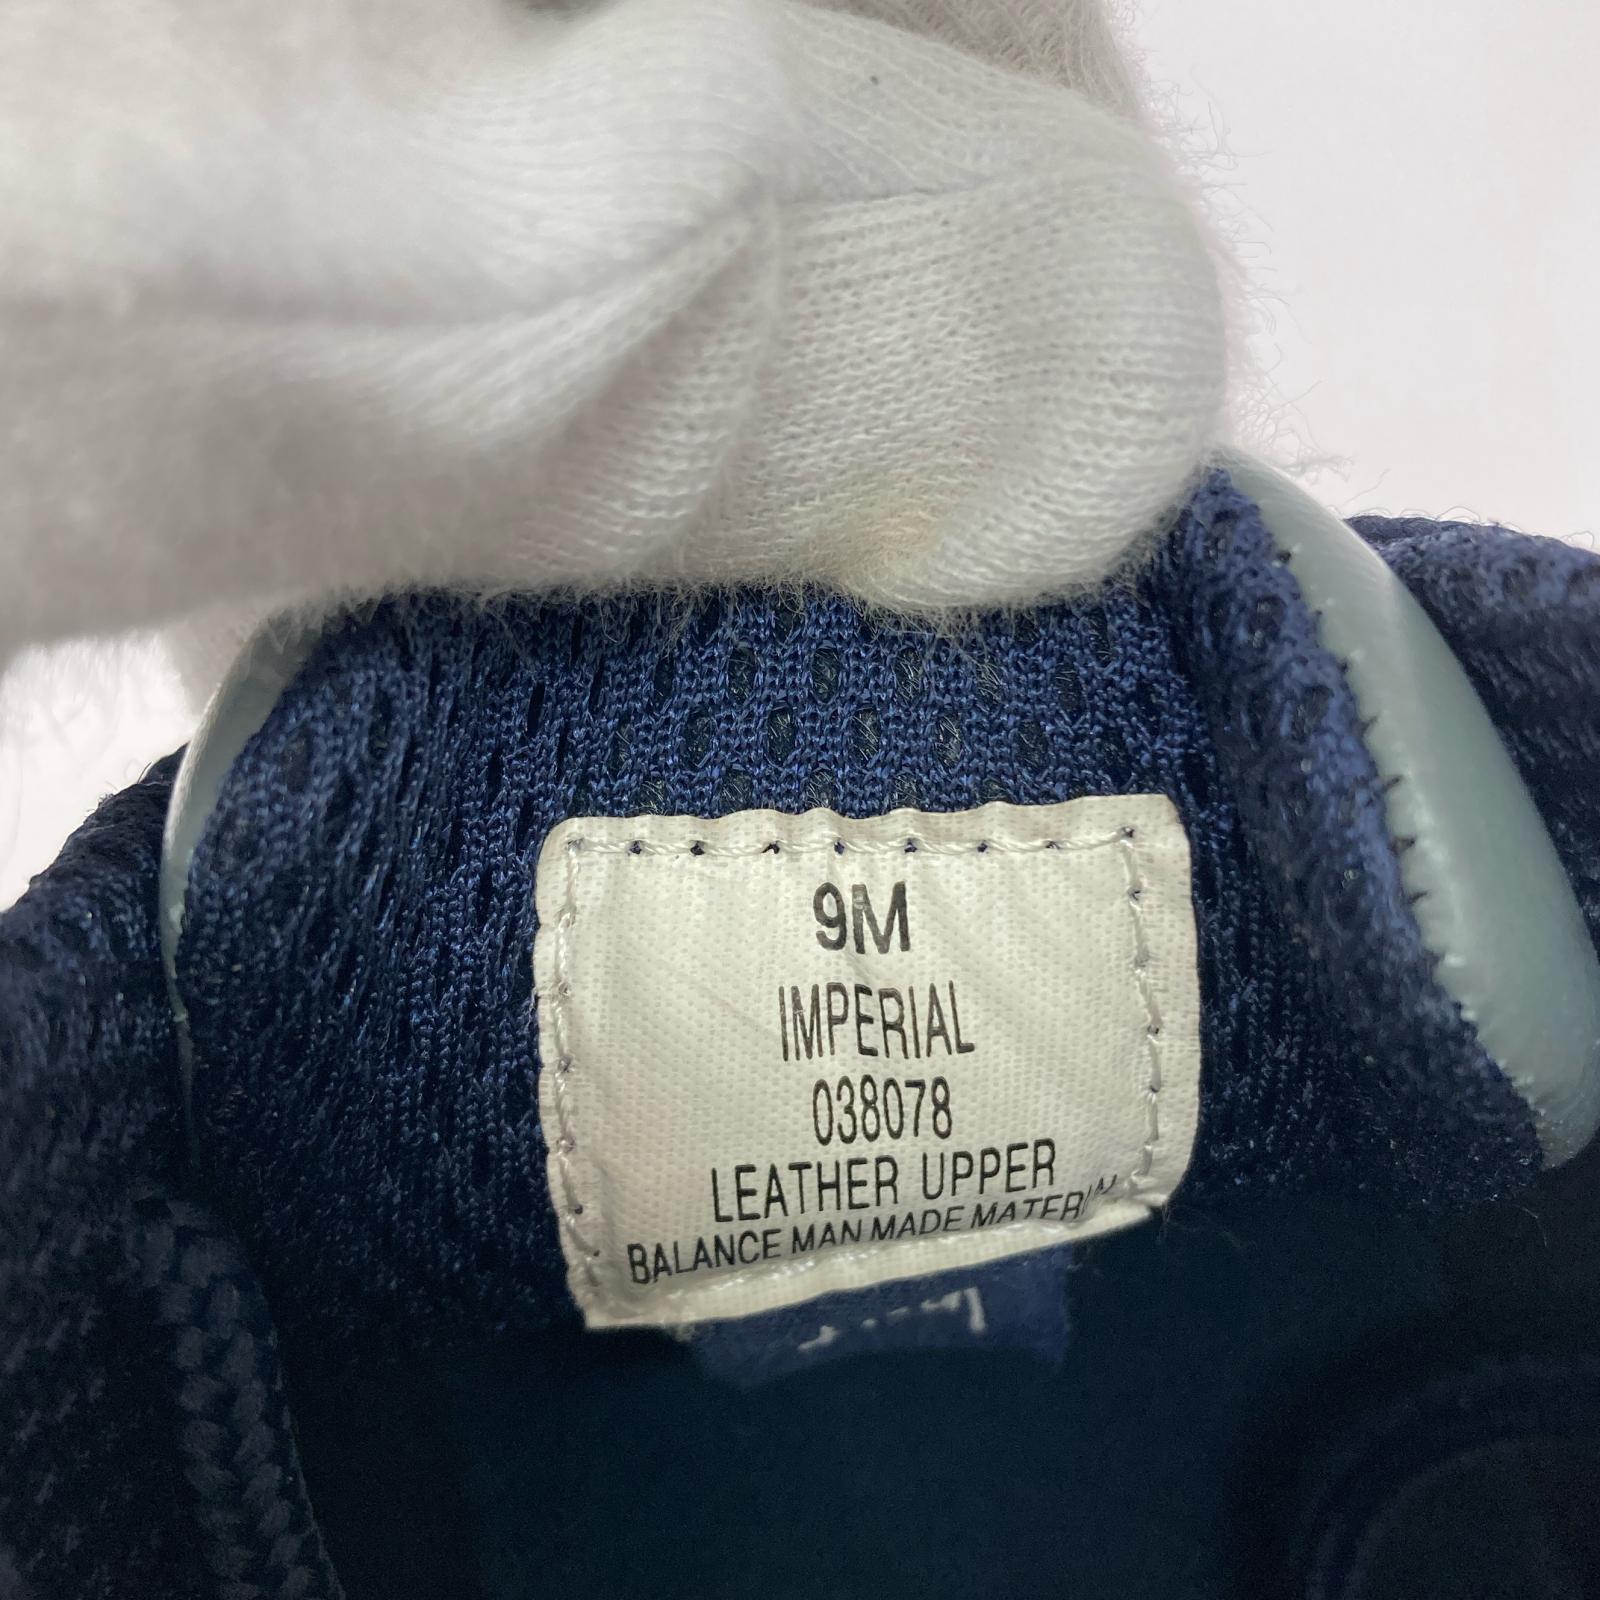 9M
IMPERIAL
038078
LEATHER UPPER
BALANCE MAN MADE MATERIAL